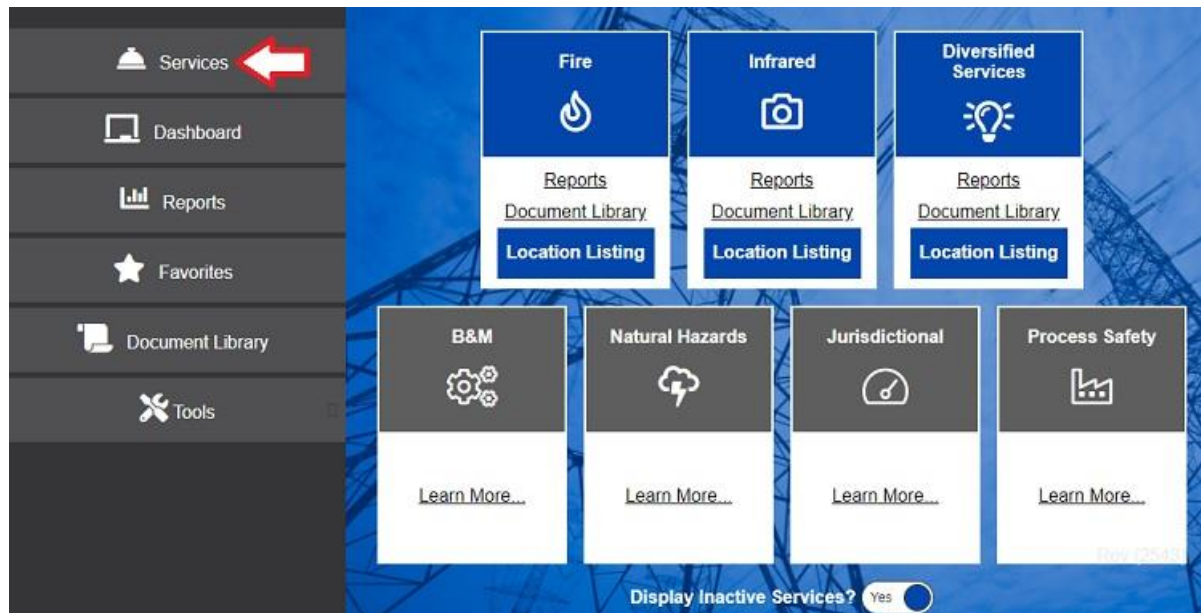 Services
Dashboard
Reports
Favorites
Document Library
Tools
Fire
Reports
Document Library
Location Listing
Infrared
Reports
Document Library
Location Listing
Diversified
Services
Reports
Document Library
Location Listing
B&M
Learn More...
Natural Hazards
Learn More...
Jurisdictional
Learn More...
Process Safety
Learn More...
Display Inactive Services? Yes